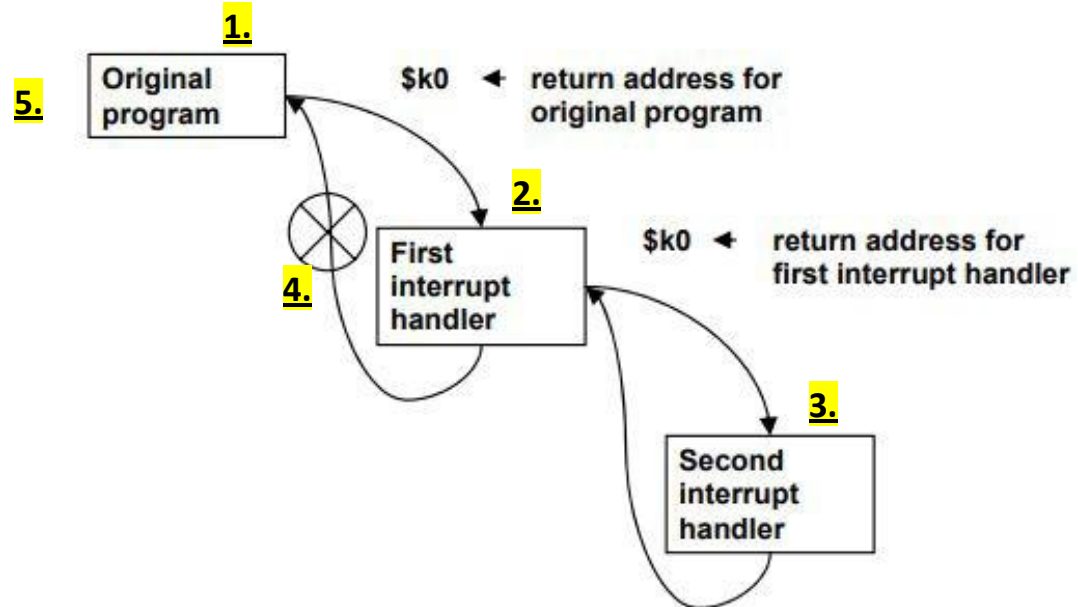 1.
5.
Original
program
$k0 ← return address for
original program
2.
First
interrupt
handler
$k0 ← return address for
first interrupt handler
4.
3.
Second
interrupt
handler